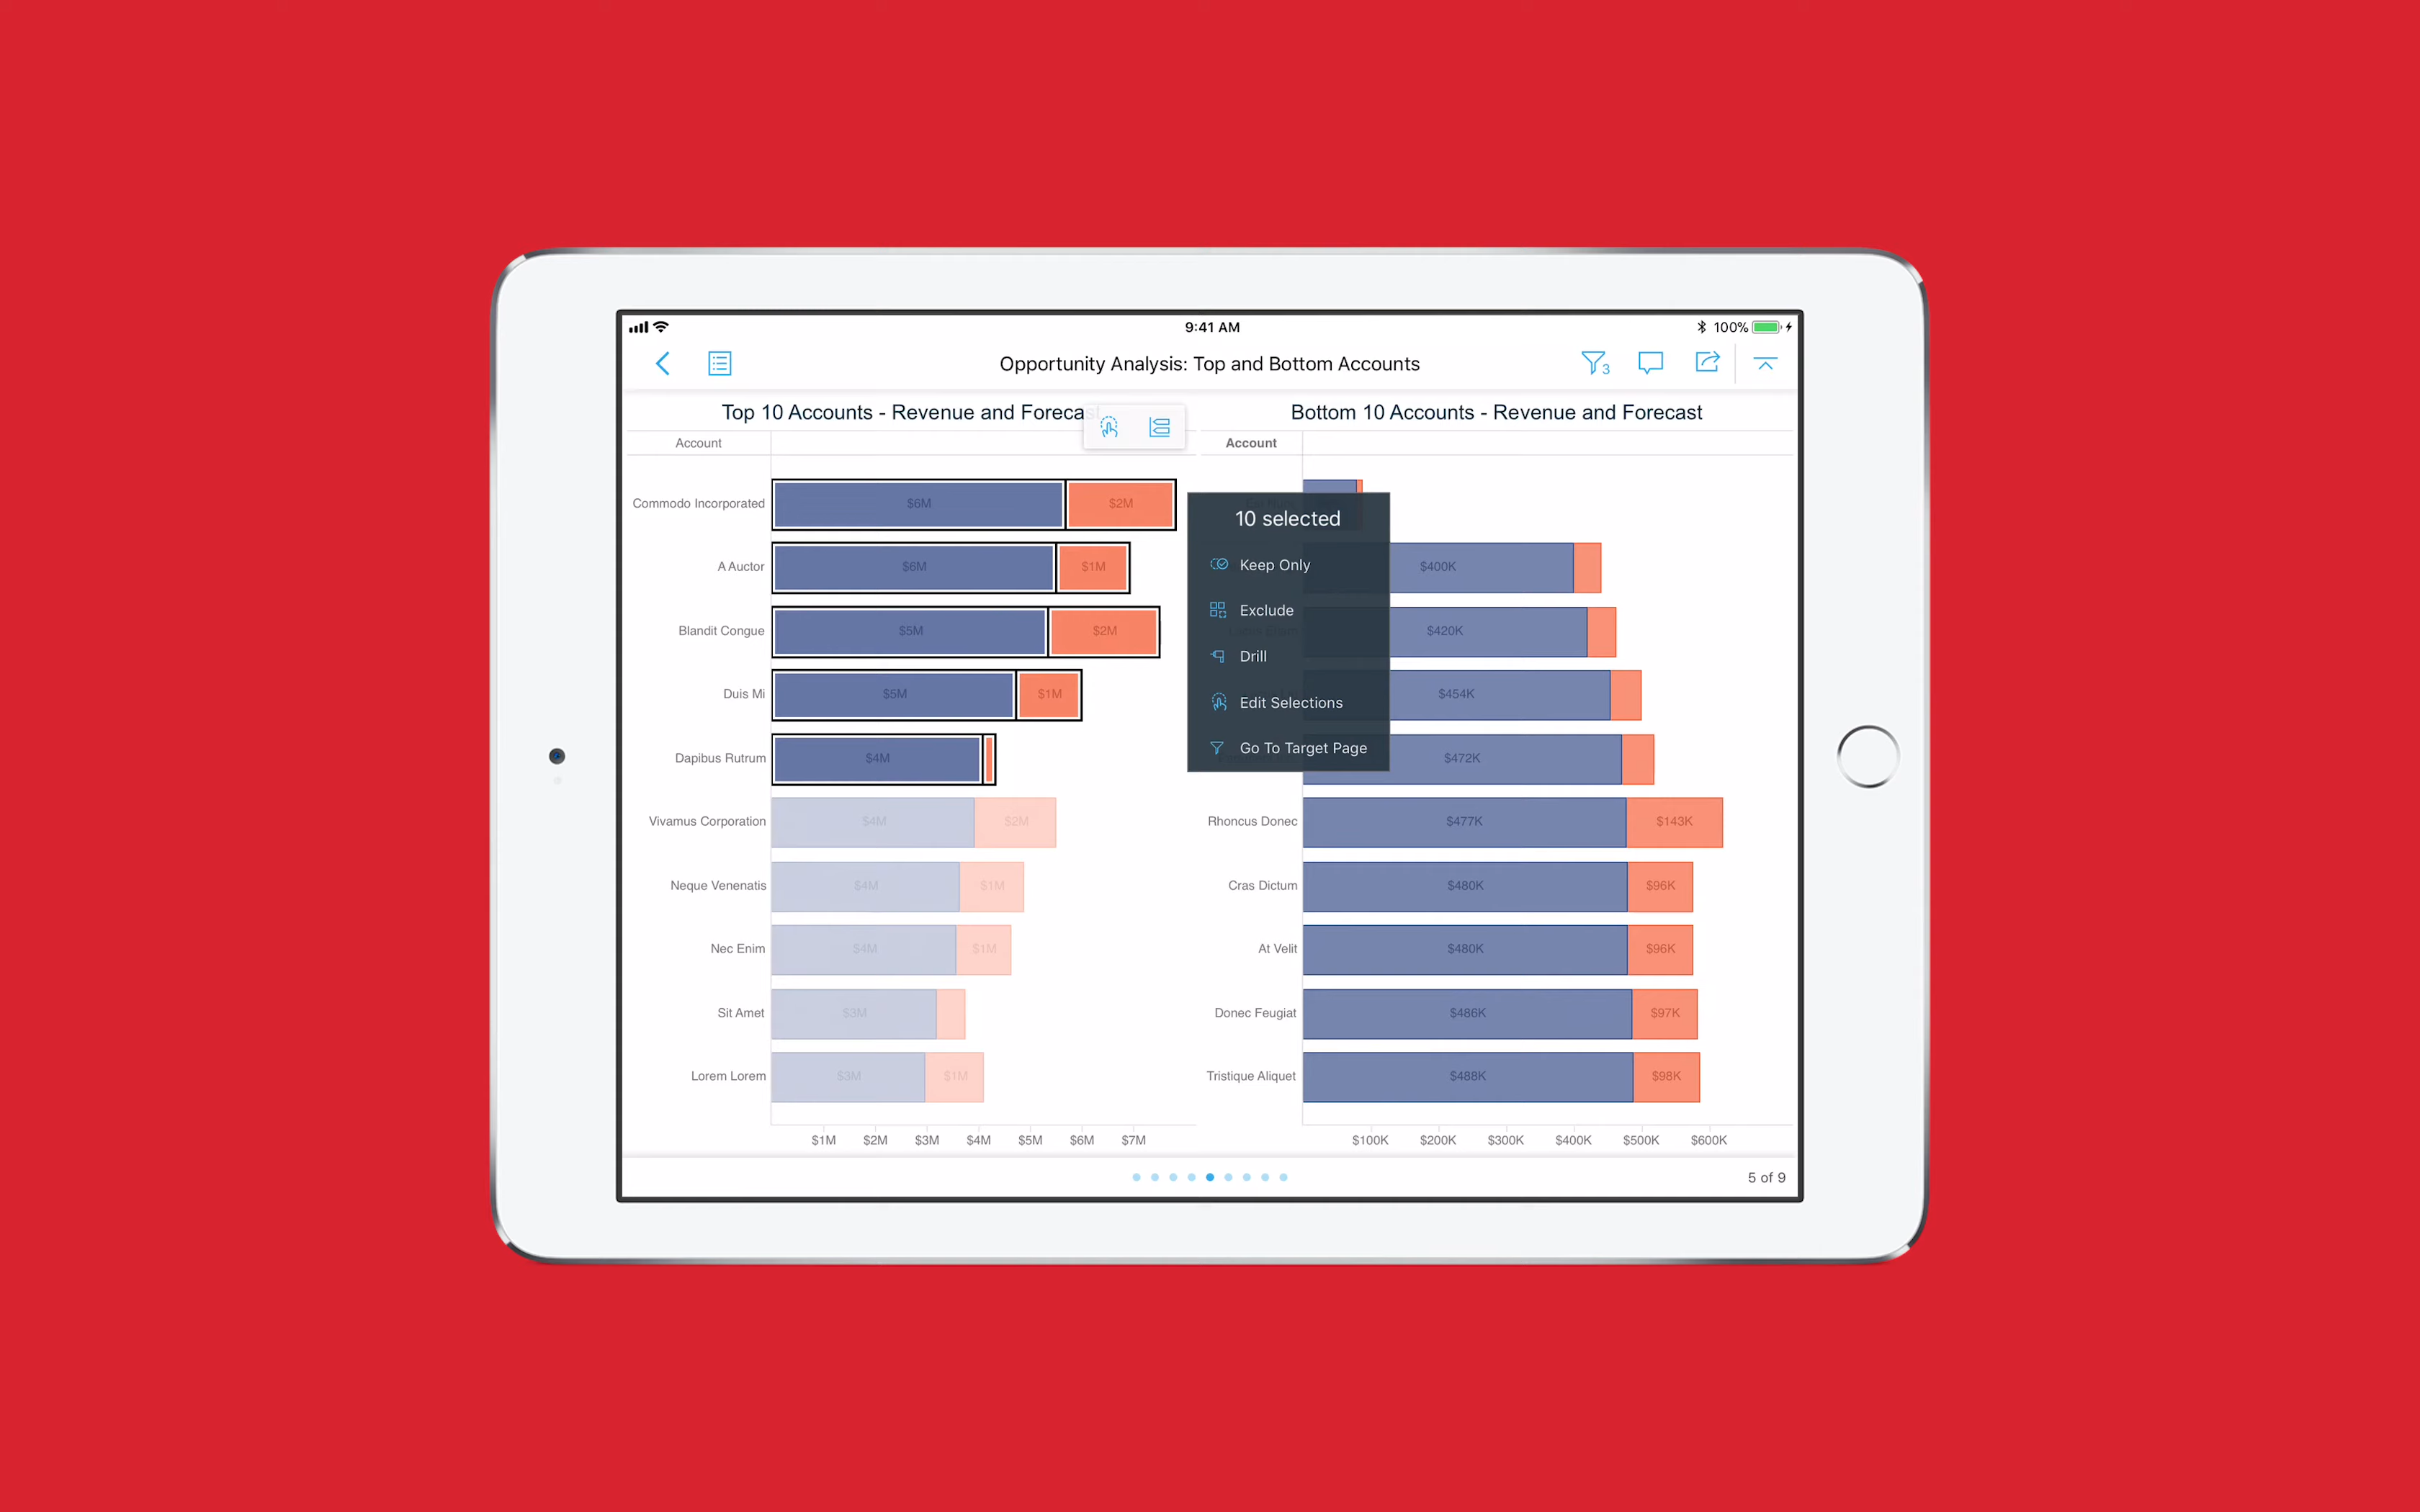 9:41 AM
100%
Opportunity Analysis: Top and Bottom Accounts
3
Top 10 Accounts - Revenue and Forecast
Account
Commodo Incorporated $6M $2M
A Auctor $6M $1M
Blandit Congue $5M $2M
Duis Mi $5M $1M
Dapibus Rutrum $4M
Vivamus Corporation $4M $2M
Neque Venenatis $4M $1M
Nec Enim $4M $1M
Sit Amet $3M
Lorem Lorem $3M $1M
$1M $2M $3M $4M $5M $6M $7M
Bottom 10 Accounts - Revenue and Forecast
Account
10 selected
Keep Only
Exclude
Drill
Edit Selections
Go To Target Page
$400K
$420K
$454K
$472K
Rhoncus Donec $477K $143K
Cras Dictum $480K $96K
At Velit $480K $96K
Donec Feugiat $486K $97K
Tristique Aliquet $488K $98K
$100K $200K $300K $400K $500K $600K
5 of 9